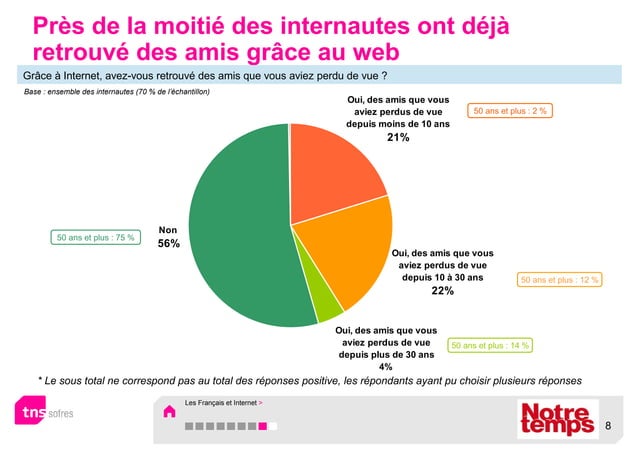 Près de la moitié des internautes ont déjà
retrouvé des amis grâce au web
Grâce à Internet, avez-vous retrouvé des amis que vous aviez perdu de vue ?
Base : ensemble des internautes (70 % de l'échantillon)
Oui, des amis que vous
aviez perdus de vue
depuis moins de 10 ans
21%
50 ans et plus : 2 %
Non
56%
50 ans et plus : 75 %
Oui, des amis que vous
aviez perdus de vue
depuis 10 à 30 ans
22%
50 ans et plus : 12 %
Oui, des amis que vous
aviez perdus de vue
depuis plus de 30 ans
4%
50 ans et plus : 14 %
* Le sous total ne correspond pas au total des réponses positive, les répondants ayant pu choisir plusieurs réponses
tns sofres
Les Français et Internet >
Notre
temps
8